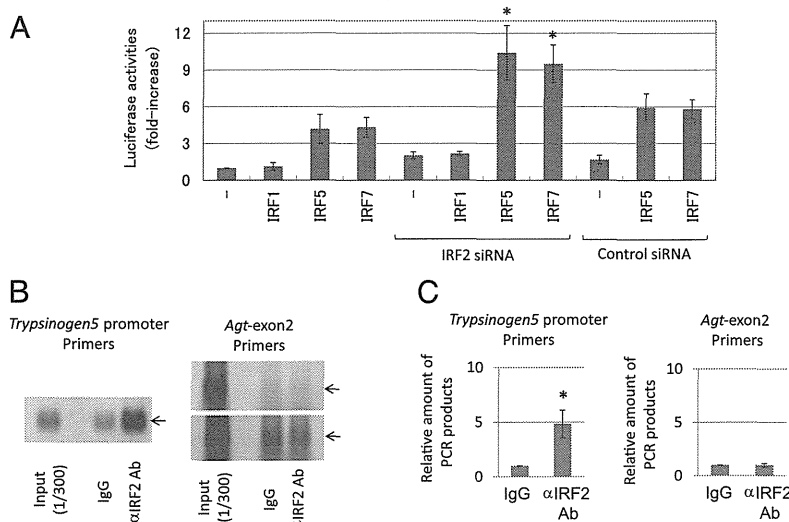 A
Luciferase activities
(fold-increase)
12
9
6
3
0
-
IRF1
IRF5
IRF7
-
IRF1
IRF5
IRF7
-
IRF5
IRF7
*
*
IRF2 siRNA
Control siRNA
B
Trypsinogen5 promoter
Primers
Agt-exon2
Primers
Input
(1/300)
IgG
αIRF2 Ab
Input
(1/300)
IgG
-IRF2 Ab
C
Trypsinogen5 promoter
Primers
Agt-exon2
Primers
Relative amount of
PCR products
10
5
0
*
IgG
αIRF2
Ab
Relative amount of
PCR products
10
5
0
IgG
αIRF2
Ab